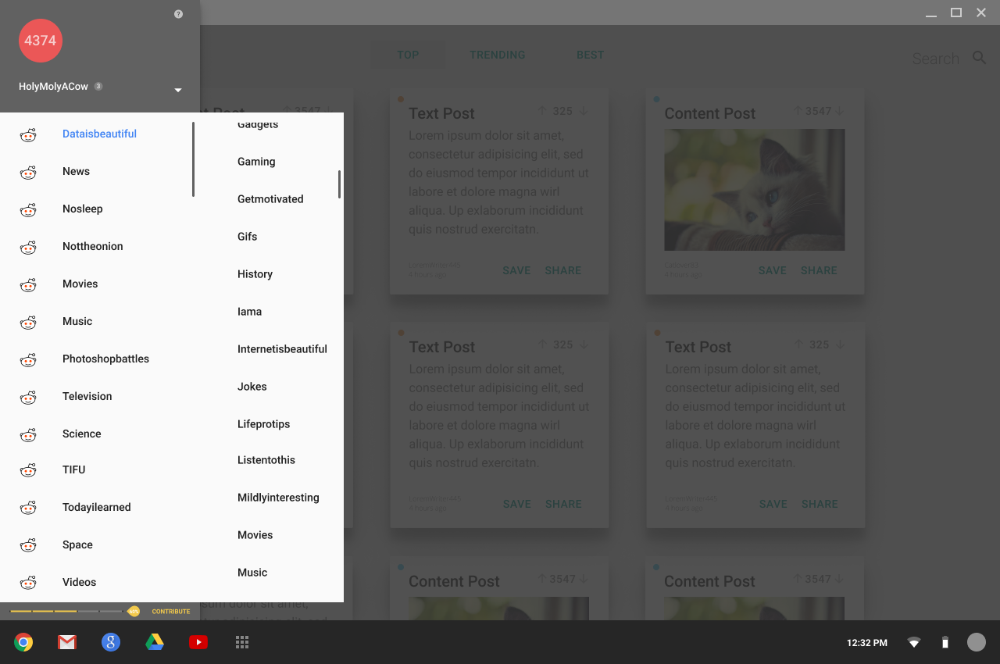 4374
?
HolyMolyACow 3
TOP
TRENDING
BEST
Search
Dataisbeautiful
News
Nosleep
Nottheonion
Movies
Music
Photoshopbattles
Television
Science
TIFU
Todayilearned
Space
Videos
Gadgets
Gaming
Getmotivated
Gifs
History
Iama
Internetisbeautiful
Jokes
Lifeprotips
Listentothis
Mildlyinteresting
Movies
Music
Post 3547
Text Post 325
Lorem ipsum dolor sit amet,
consectetur adipisicing elit, sed
do eiusmod tempor incididunt ut
labore et dolore magna wirl
aliqua. Up exlaborum incididunt
quis nostrud exercitatn.
4 hours ago
SAVE SHARE
Content Post 3547
4 hours ago
SAVE SHARE
Text Post 325
Lorem ipsum dolor sit amet,
consectetur adipisicing elit, sed
do eiusmod tempor incididunt ut
labore et dolore magna wirl
aliqua. Up exlaborum incididunt
quis nostrud exercitatn.
4 hours ago
SAVE SHARE
Text Post 325
Lorem ipsum dolor sit amet,
consectetur adipisicing elit, sed
do eiusmod tempor incididunt ut
labore et dolore magna wirl
aliqua. Up exlaborum incididunt
quis nostrud exercitatn.
4 hours ago
SAVE SHARE
Content Post 3547
Content Post 3547
ipsum dolor sit amet,
CONTRIBUTE
12:32 PM